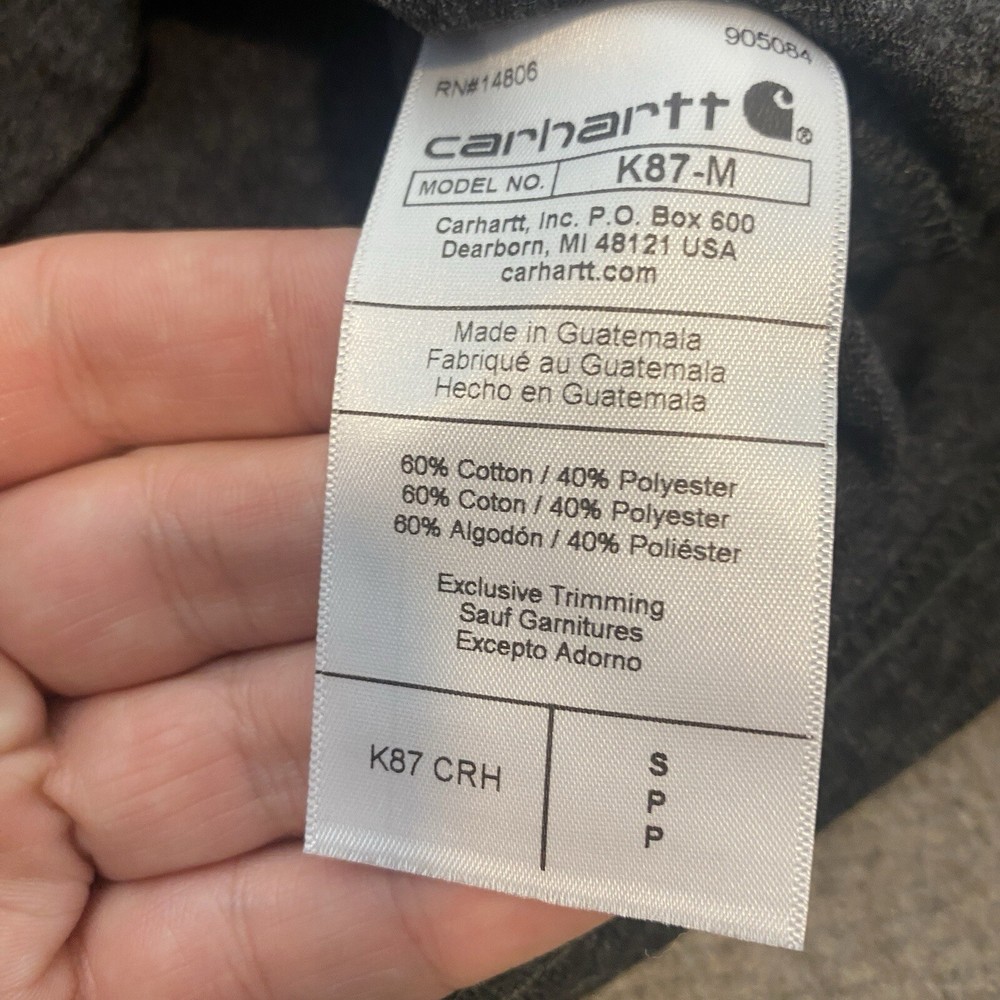 905084
RN#14806
carhartt®
MODEL NO. K87-M
Carhartt, Inc. P.O. Box 600
Dearborn, MI 48121 USA
carhartt.com
Made in Guatemala
Fabriqué au Guatemala
Hecho en Guatemala
60% Cotton / 40% Polyester
60% Coton / 40% Polyester
60% Algodón / 40% Poliéster
Exclusive Trimming
Sauf Garnitures
Excepto Adorno
K87 CRH
S
P
P